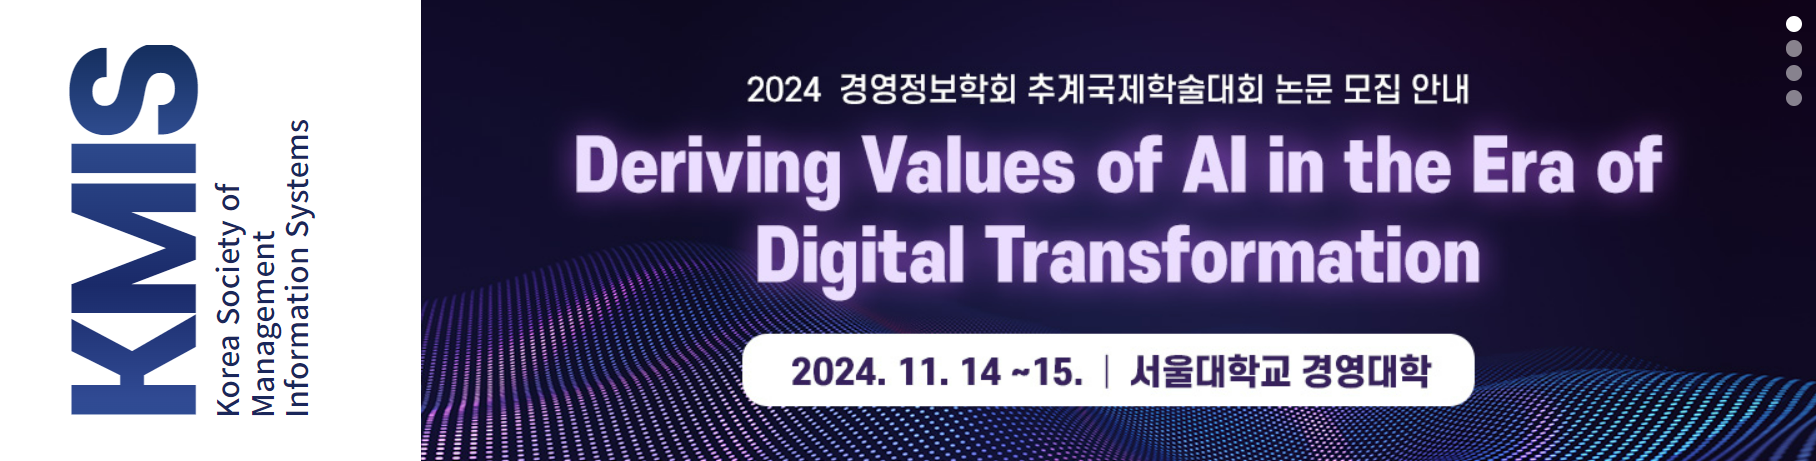 KMIS
Korea Society of
Management
Information Systems
2024 경영정보학회 추계국제학술대회 논문 모집 안내
Deriving Values of AI in the Era of
Digital Transformation
2024. 11. 14 ~15. | 서울대학교 경영대학